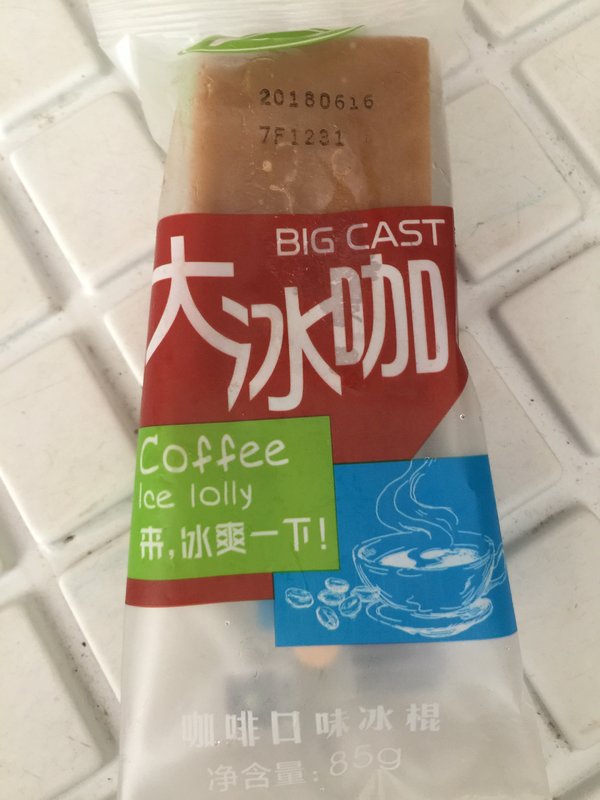 20180616
7F1231
BIG CAST
大冰咖
Coffee
Ice lolly
来,冰爽一下!
咖啡口味冰棍
净含量:85g